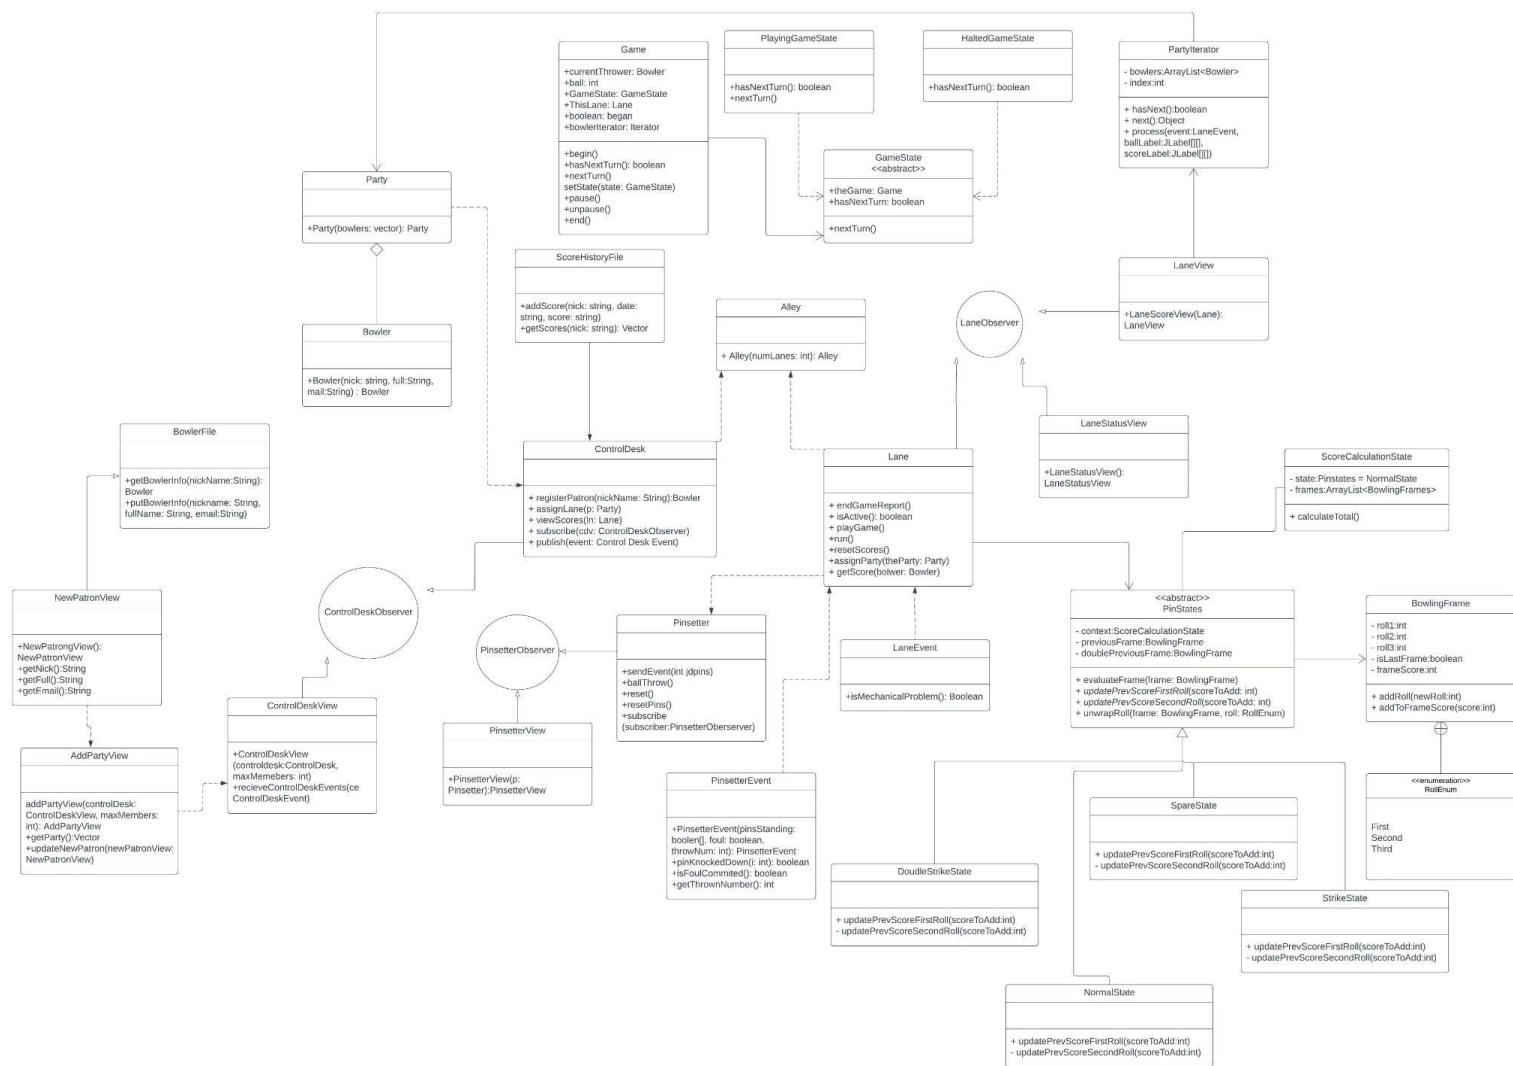 Game
+currentThrower: Bowler
+ball: int
+GameState: GameState
+ThisLane: Lane
+boolean: began
+bowlerIterator: Iterator
+begin()
+hasNextTurn(): boolean
+nextTurn()
setState(state: GameState)
+pause()
+unpause()
+end()
PlayingGameState
+hasNextTurn(): boolean
+nextTurn()
HaltedGameState
+hasNextTurn(): boolean
PartyIterator
- bowlers:ArrayList<Bowler>
- index:int
+ hasNext():boolean
+ next():Object
+ process(event:LaneEvent,
ballLabel:JLabel[][],
scoreLabel:JLabel[][])
GameState
<<abstract>>
+theGame: Game
+hasNextTurn: boolean
+nextTurn()
Party
+Party(bowlers: vector): Party
ScoreHistoryFile
+addScore(nick: string, date:
string, score: string)
+getScores(nick: string): Vector
LaneView
+LaneScoreView(Lane):
LaneView
LaneObserver
Alley
+ Alley(numLanes: int): Alley
Bowler
+Bowler(nick: string, full:String,
mail:String) : Bowler
BowlerFile
+getBowlerInfo(nickName:String):
Bowler
+putBowlerInfo(nickname: String,
fullName: String, email:String)
ControlDesk
+ registerPatron(nickName: String):Bowler
+ assignLane(p: Party)
+ viewScores(ln: Lane)
+ subscribe(cdv: ControlDeskObserver)
+ publish(event: Control Desk Event)
Lane
+ endGameReport()
+ isActive(): boolean
+ playGame()
+run()
+resetScores()
+assignParty(theParty: Party)
+ getScore(bolwer: Bowler)
LaneStatusView
+LaneStatusView():
LaneStatusView
ScoreCalculationState
- state:Pinstates = NormalState
- frames:ArrayList<BowlingFrames>
+ calculateTotal()
NewPatronView
+NewPatrongView():
NewPatronView
+getNick():String
+getFull():String
+getEmail():String
ControlDeskObserver
PinsetterObserver
Pinsetter
+sendEvent(int jdpins)
+ballThrow()
+reset()
+resetPins()
+subscribe
(subscriber:PinsetterOberserver)
LaneEvent
+isMechanicalProblem(): Boolean
<<abstract>>
PinStates
- context:ScoreCalculationState
- previousFrame:BowlingFrame
- doublePreviousFrame:BowlingFrame
+ evaluateFrame(frame: BowlingFrame)
+ updatePrevScoreFirstRoll(scoreToAdd: int)
+ updatePrevScoreSecondRoll(scoreToAdd: int)
+ unwrapRoll(frame: BowlingFrame, roll: RollEnum)
BowlingFrame
- roll1:int
- roll2:int
- roll3:int
- isLastFrame:boolean
- frameScore:int
+ addRoll(newRoll:int)
+ addToFrameScore(score:int)
ControlDeskView
+ControlDeskView
(controldesk:ControlDesk,
maxMemebers: int)
+recieveControlDeskEvents(ce
ControlDeskEvent)
PinsetterView
+PinsetterView(p:
Pinsetter):PinsetterView
AddPartyView
addPartyView(controlDesk:
ControlDeskView, maxMembers:
int): AddPartyView
+getParty():Vector
+updateNewPatron(newPatronView:
NewPatronView)
PinsetterEvent
+PinsetterEvent(pinsStanding:
boolen[], foul: boolean,
throwNum: int): PinsetterEvent
+pinKnockedDown(i: int): boolean
+isFoulCommited(): boolean
+getThrownNumber(): int
<<enumeration>>
RollEnum
First
Second
Third
SpareState
+ updatePrevScoreFirstRoll(scoreToAdd:int)
- updatePrevScoreSecondRoll(scoreToAdd:int)
DoudleStrikeState
+ updatePrevScoreFirstRoll(scoreToAdd:int)
- updatePrevScoreSecondRoll(scoreToAdd:int)
StrikeState
+ updatePrevScoreFirstRoll(scoreToAdd:int)
- updatePrevScoreSecondRoll(scoreToAdd:int)
NormalState
+ updatePrevScoreFirstRoll(scoreToAdd:int)
- updatePrevScoreSecondRoll(scoreToAdd:int)